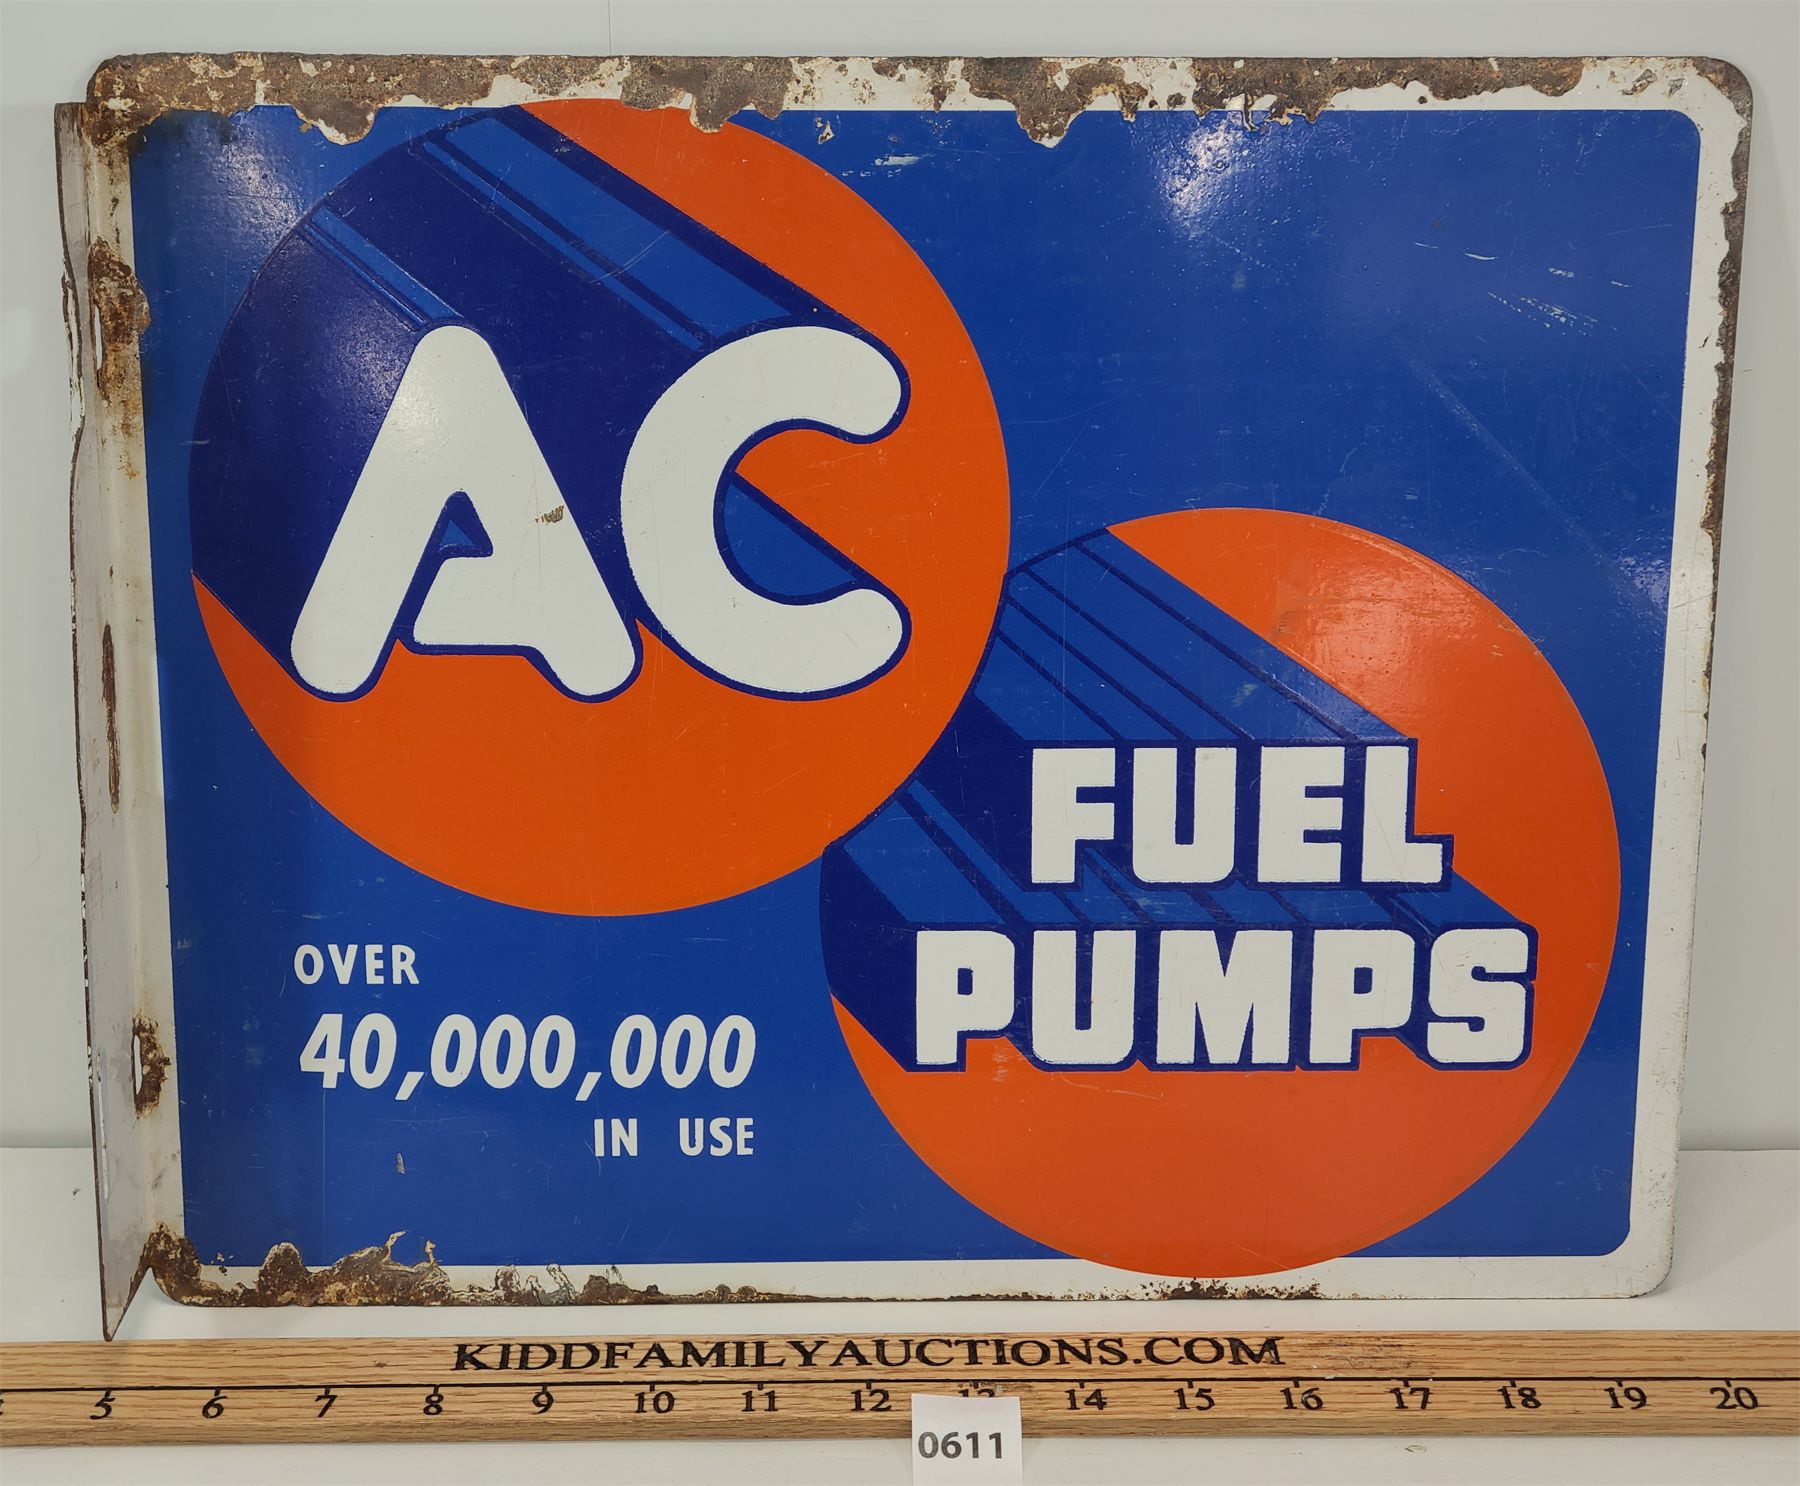 AC
FUEL
PUMPS
OVER
40,000,000
IN USE
KIDDFAMILYAUCTIONS.COM
5 6 7 8 9 10 11 12 13 14 15 16 17 18 19 20
0611